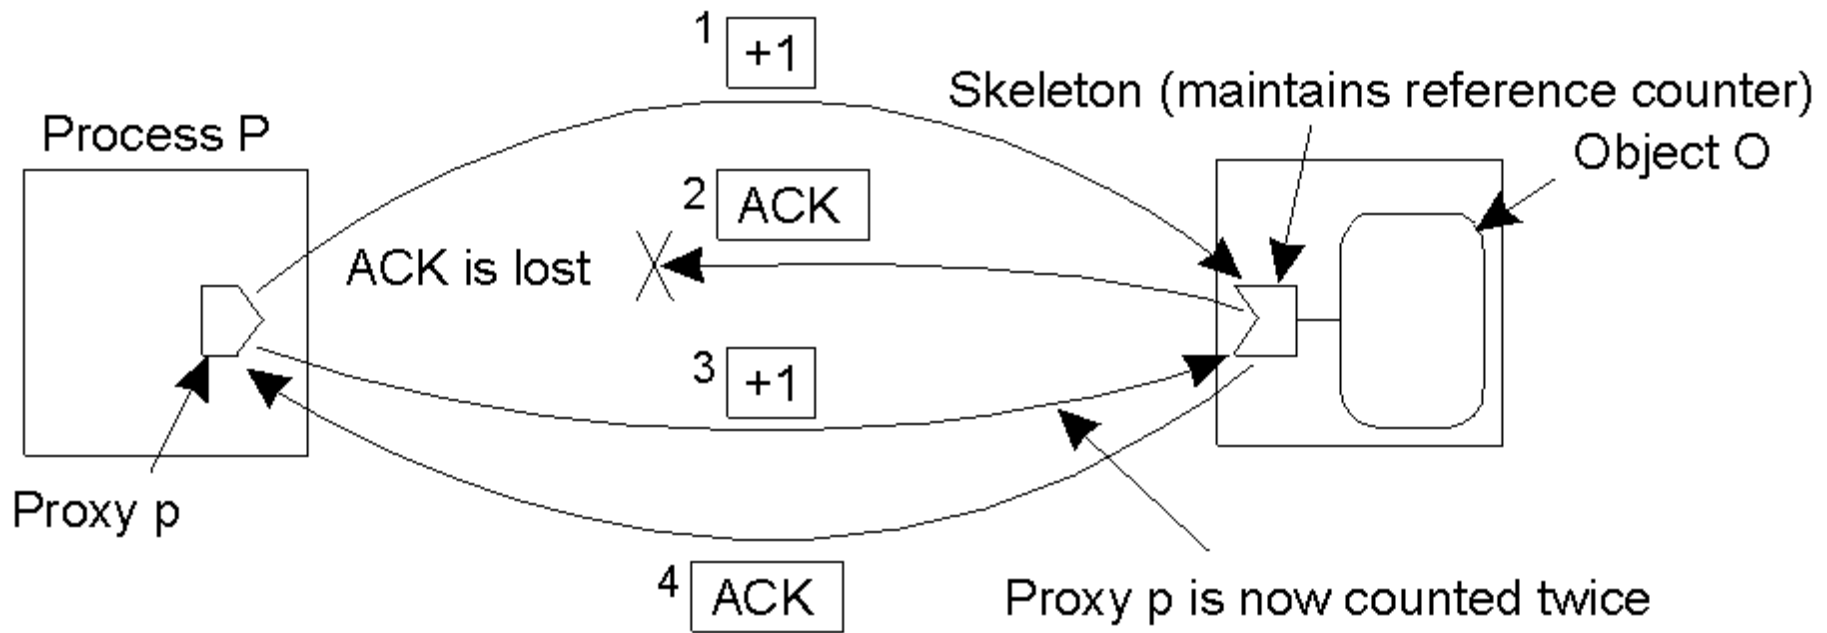 1 +1
Skeleton (maintains reference counter)
Process P
Object O
2 ACK
ACK is lost
3 +1
Proxy p
4 ACK
Proxy p is now counted twice